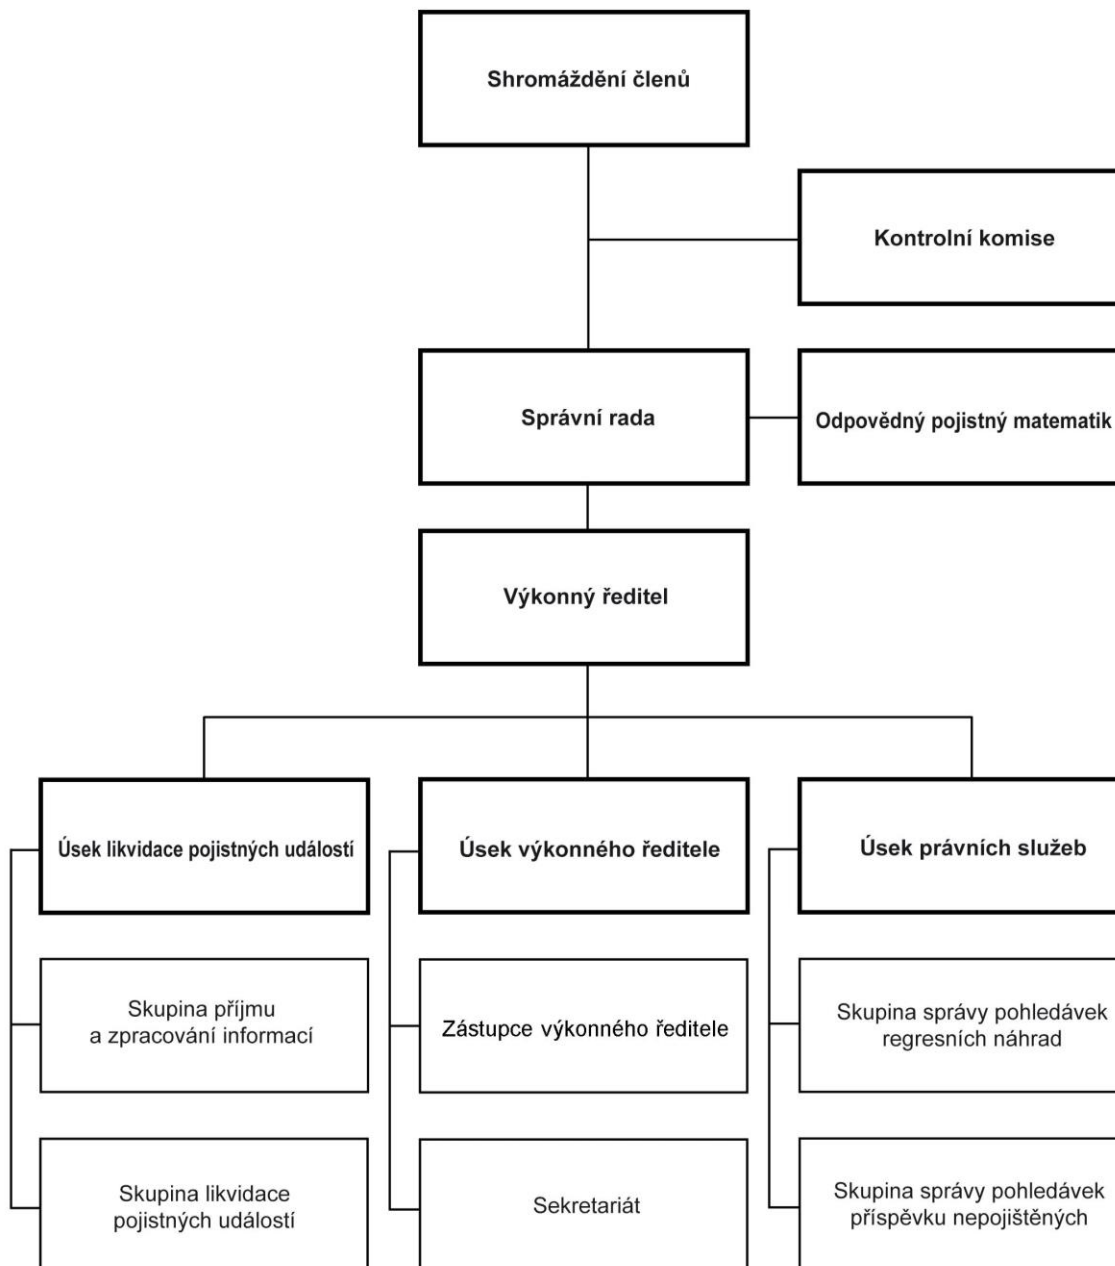 Shromáždění členů
Kontrolní komise
Správní rada
Odpovědný pojistný matematik
Výkonný ředitel
Úsek likvidace pojistných událostí
Úsek výkonného ředitele
Úsek právních služeb
Skupina příjmu
a zpracování informací
Zástupce výkonného ředitele
Skupina správy pohledávek
regresních náhrad
Skupina likvidace
pojistných událostí
Sekretariát
Skupina správy pohledávek
příspěvku nepojištěných